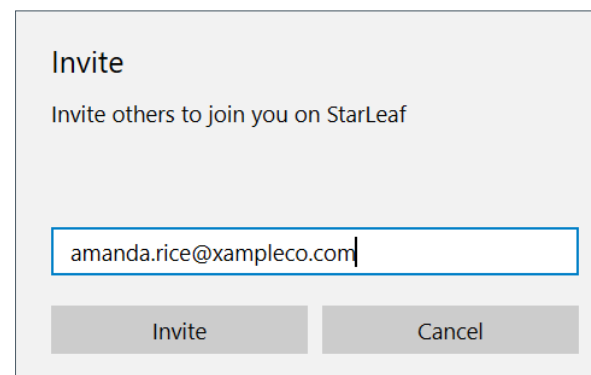 Invite
Invite others to join you on StarLeaf
amanda.rice@xampleco.com
Invite Cancel